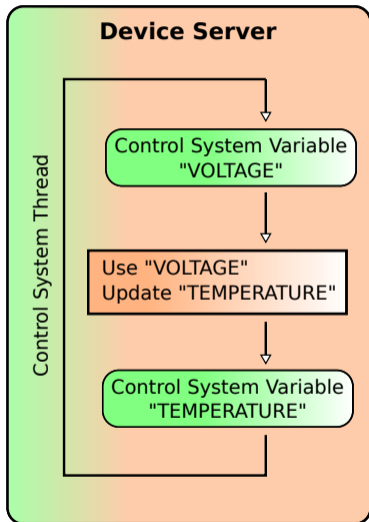 Device Server
Control System Thread
Control System Variable
"VOLTAGE"
Use "VOLTAGE"
Update "TEMPERATURE"
Control System Variable
"TEMPERATURE"